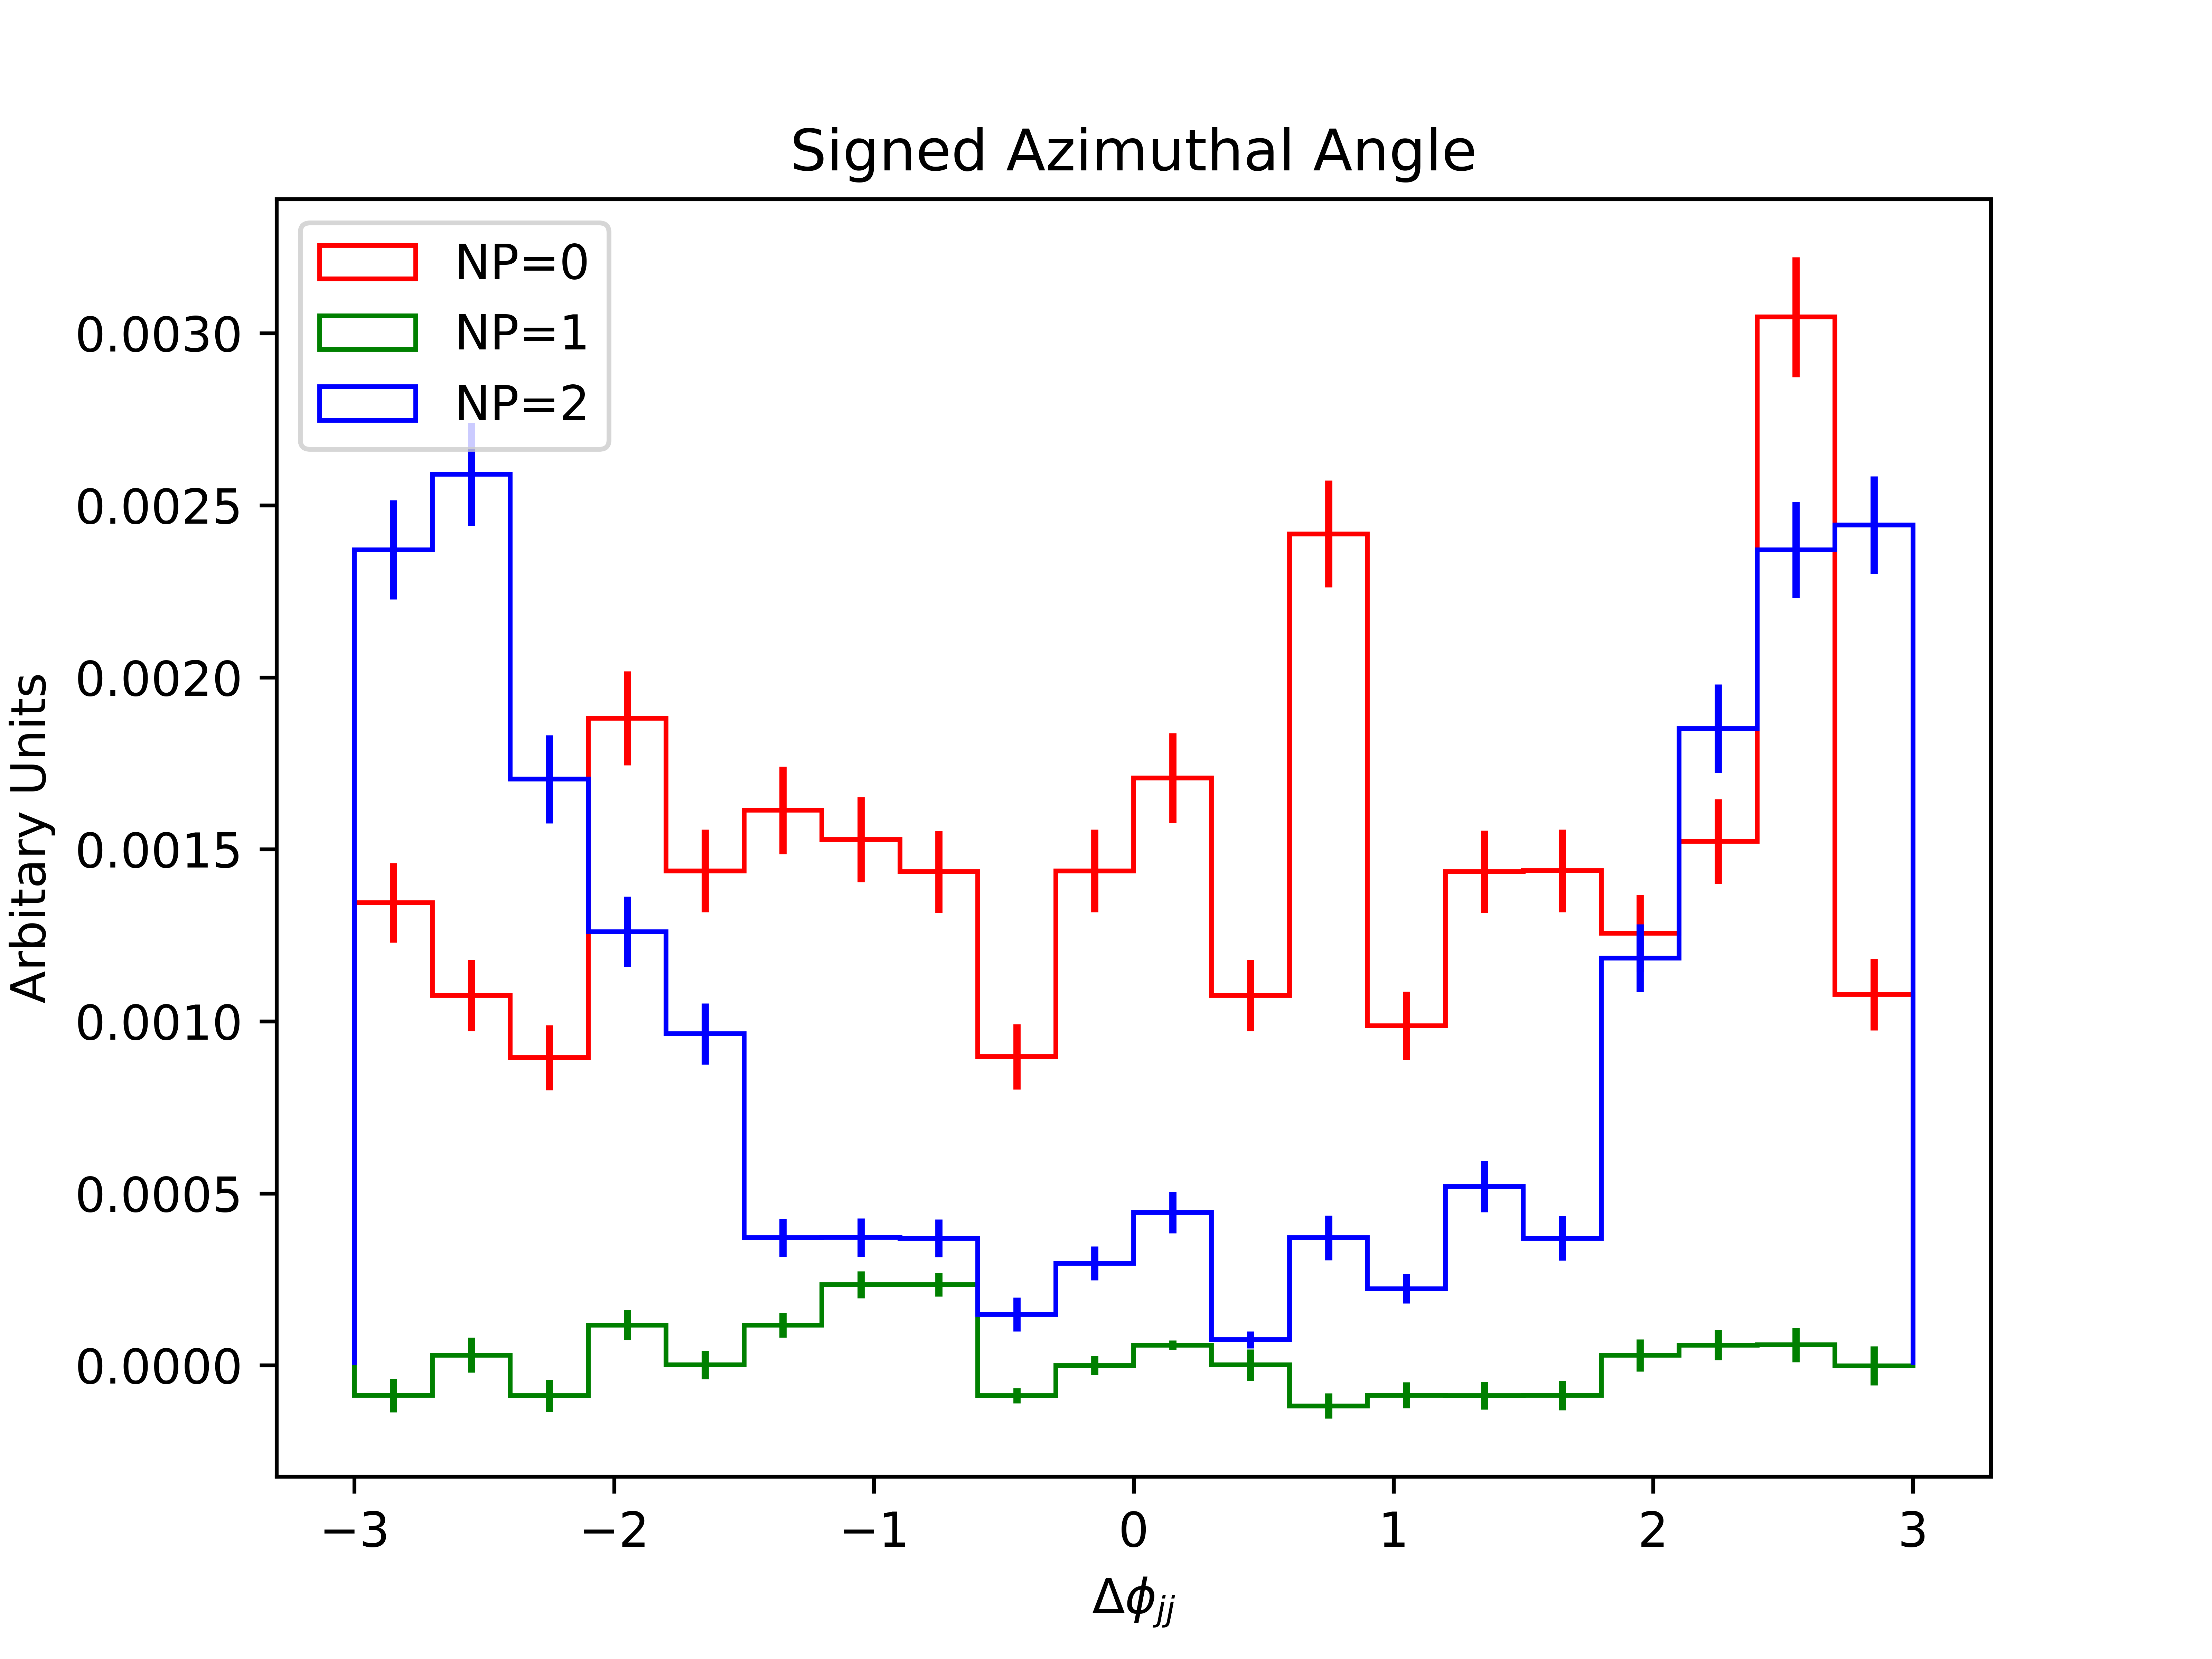 Signed Azimuthal Angle
NP=0
NP=1
NP=2
Arbitary Units
0.0030
0.0025
0.0020
0.0015
0.0010
0.0005
0.0000
−3 −2 −1 0 1 2 3
Δϕjj